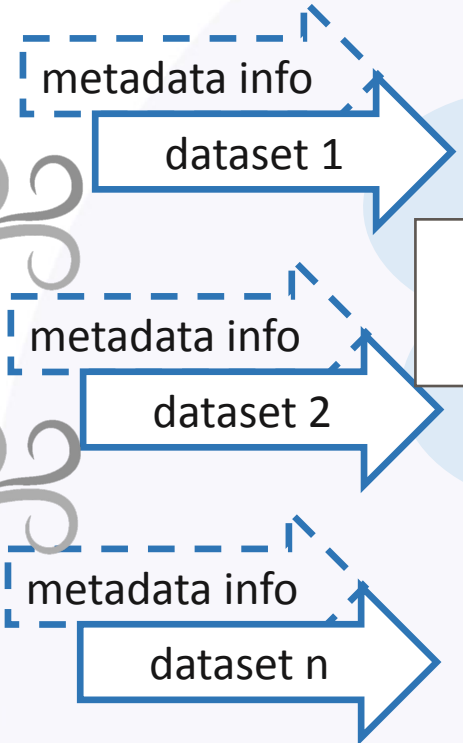 metadata info
dataset 1
metadata info
dataset 2
metadata info
dataset n